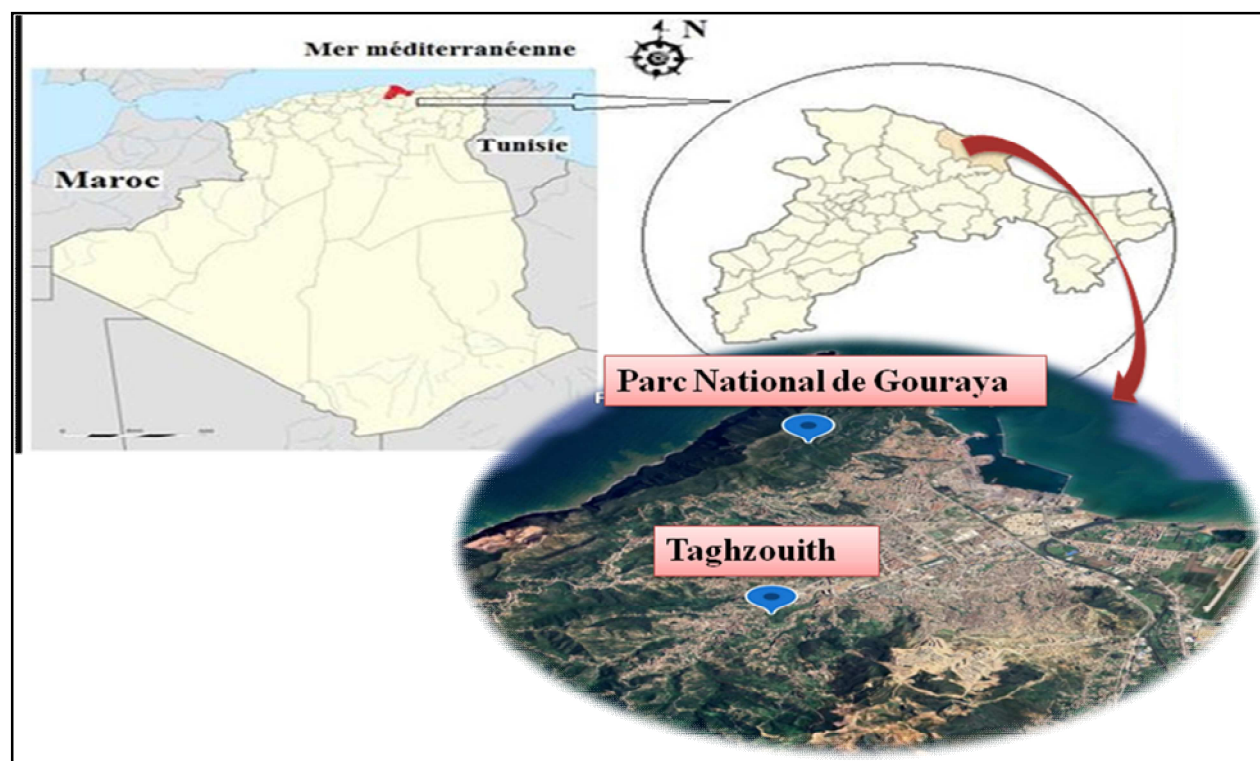 Mer méditerranéenne
N
Tunisie
Maroc
Parc National de Gouraya
Taghzouith